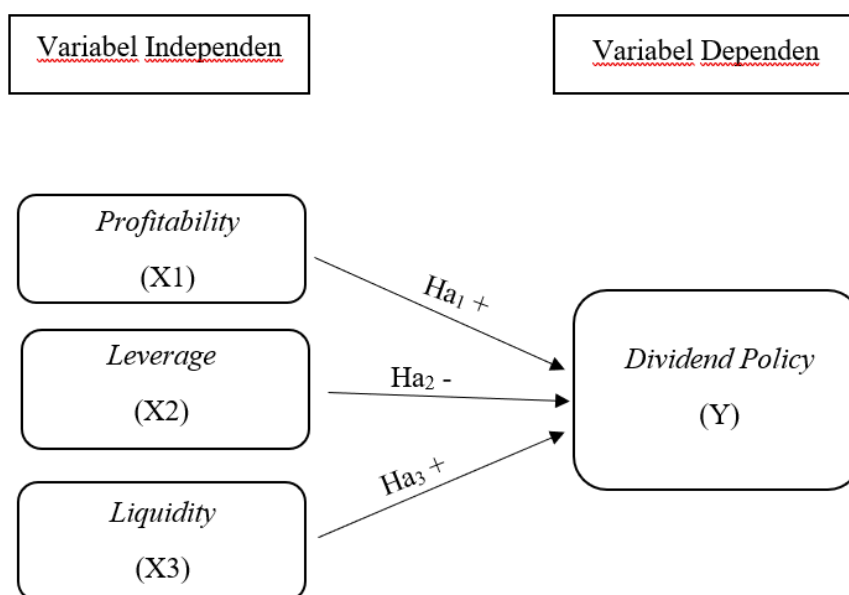 Variabel Independen
Variabel Dependen
Profitability
(X1)
Ha₁ +
Leverage
(X2)
Ha₂ -
Dividend Policy
(Y)
Liquidity
(X3)
Ha₃ +